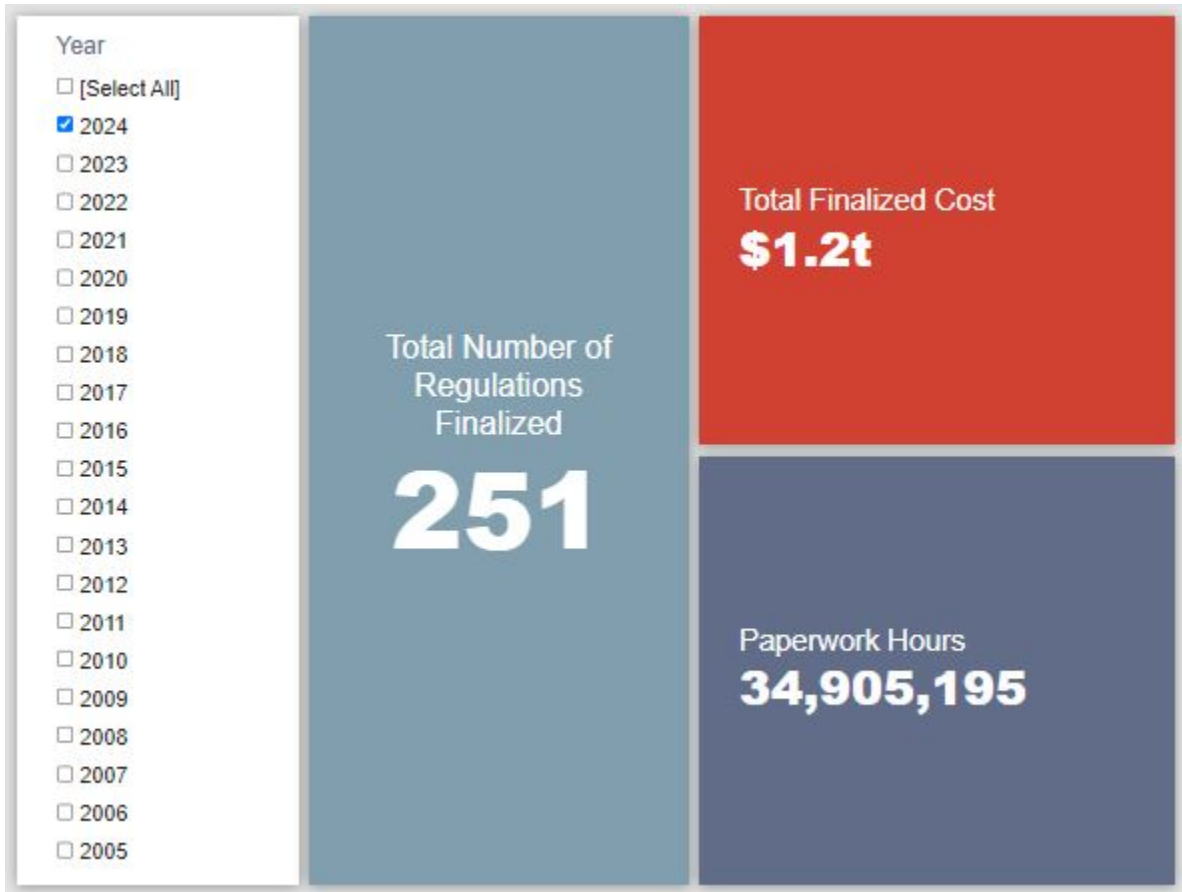 Year
[Select All]
2024
2023
2022
2021
2020
2019
2018
2017
2016
2015
2014
2013
2012
2011
2010
2009
2008
2007
2006
2005
Total Number of
Regulations
Finalized
251
Total Finalized Cost
$1.2t
Paperwork Hours
34,905,195